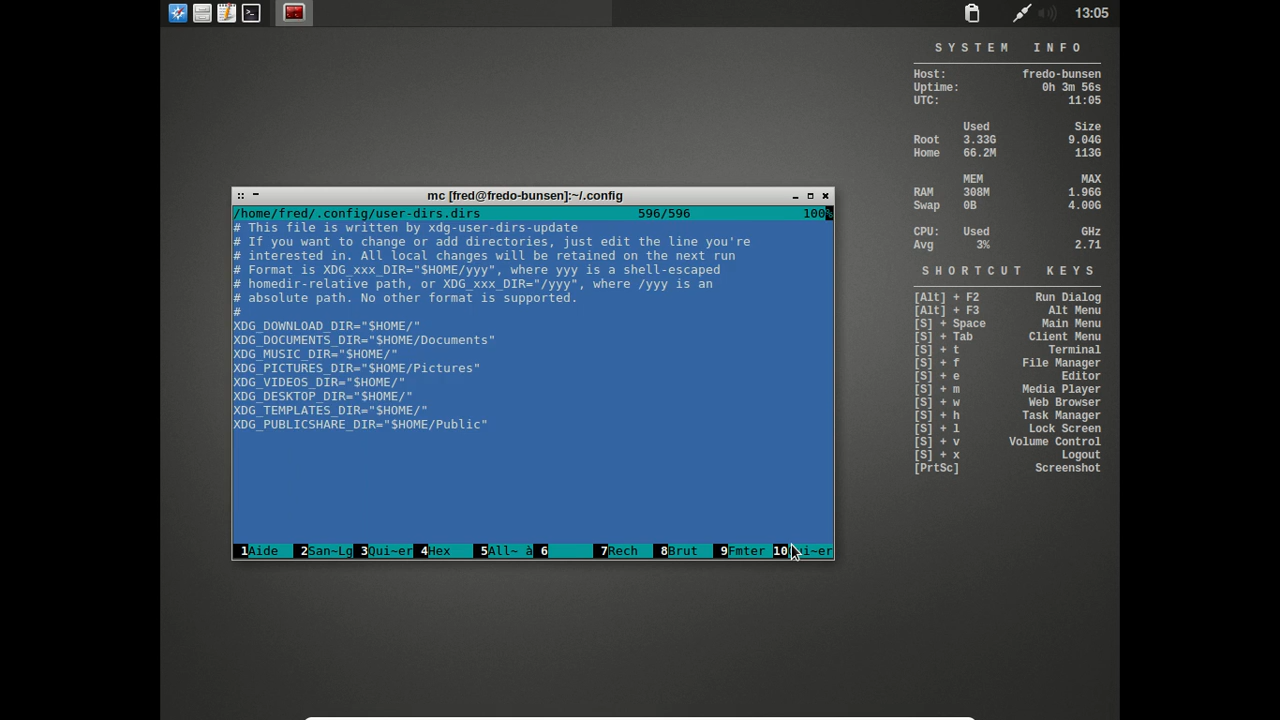 13:05
SYSTEM INFO
Host: fredo-bunsen
Uptime: 0h 3m 56s
UTC: 11:05
Used Size
Root 3.33G 9.04G
Home 66.2M 113G
MEM MAX
RAM 308M 1.96G
Swap 0B 4.00G
CPU: Used GHz
Avg 3% 2.71
SHORTCUT KEYS
[Alt] + F2 Run Dialog
[Alt] + F3 Alt Menu
[S] + Space Main Menu
[S] + Tab Client Menu
[S] + t Terminal
[S] + f File Manager
[S] + e Editor
[S] + m Media Player
[S] + w Web Browser
[S] + h Task Manager
[S] + l Lock Screen
[S] + v Volume Control
[S] + x Logout
[PrtSc] Screenshot
mc [fred@fredo-bunsen]:~/.config
/home/fred/.config/user-dirs.dirs 596/596 100%
# This file is written by xdg-user-dirs-update
# If you want to change or add directories, just edit the line you're
# interested in. All local changes will be retained on the next run
# Format is XDG_xxx_DIR="$HOME/yyy", where yyy is a shell-escaped
# homedir-relative path, or XDG_xxx_DIR="/yyy", where /yyy is an
# absolute path. No other format is supported.
#
XDG_DOWNLOAD_DIR="$HOME/"
XDG_DOCUMENTS_DIR="$HOME/Documents"
XDG_MUSIC_DIR="$HOME/"
XDG_PICTURES_DIR="$HOME/Pictures"
XDG_VIDEOS_DIR="$HOME/"
XDG_DESKTOP_DIR="$HOME/"
XDG_TEMPLATES_DIR="$HOME/"
XDG_PUBLICSHARE_DIR="$HOME/Public"
1Aide 2San~Lg 3Qui~er 4Hex 5All~ à 6 7Rech 8Brut 9Fmter 10